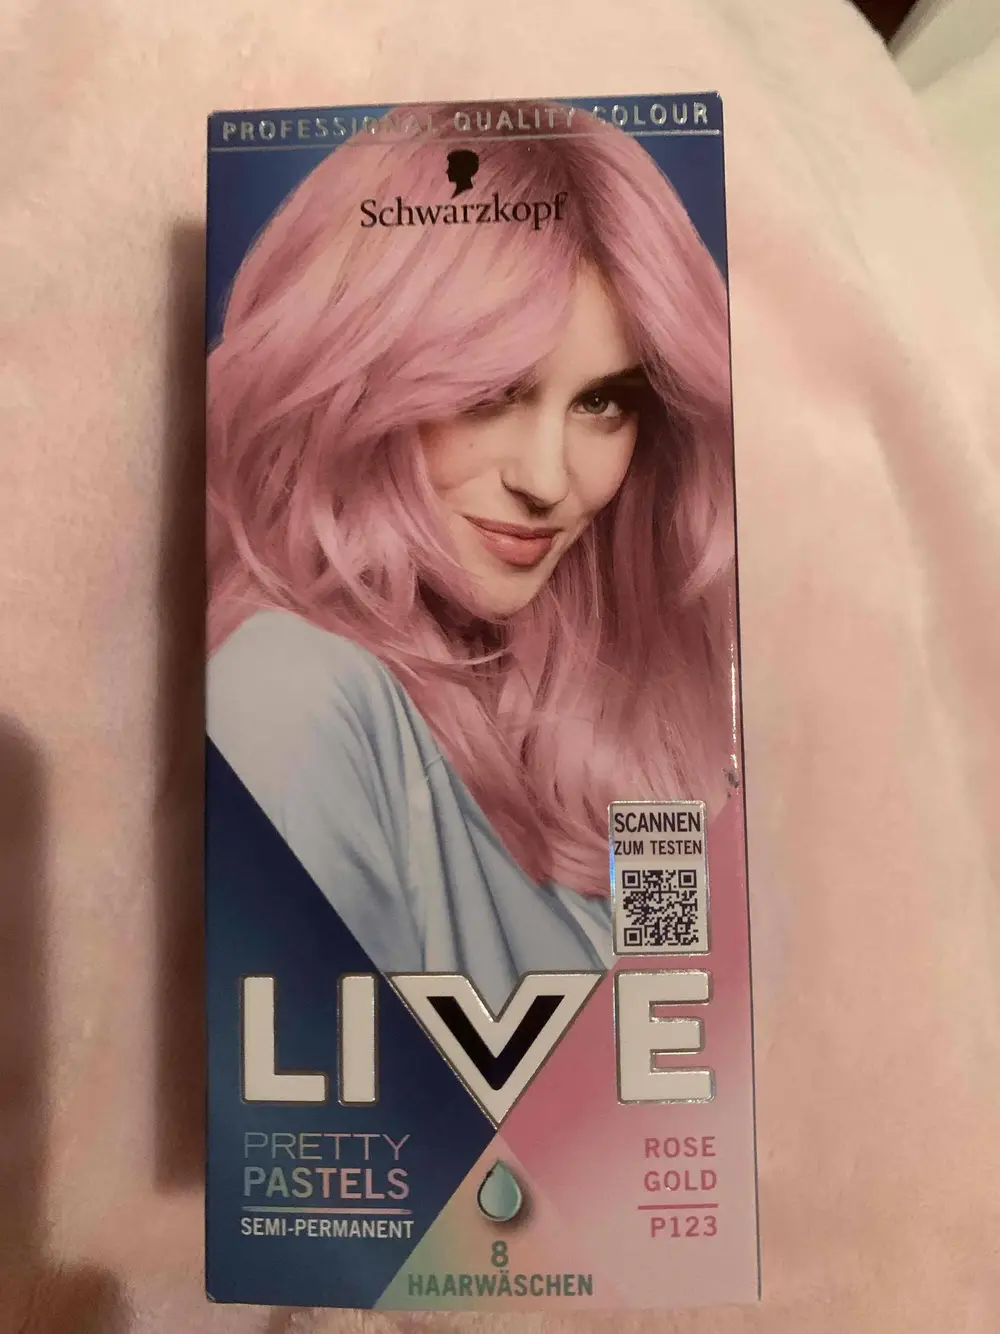 PROFESSIONAL QUALITY COLOUR
Schwarzkopf
SCANNEN
ZUM TESTEN
LIVE
PRETTY
PASTELS
SEMI-PERMANENT
ROSE
GOLD
P123
8
HAARWÄSCHEN